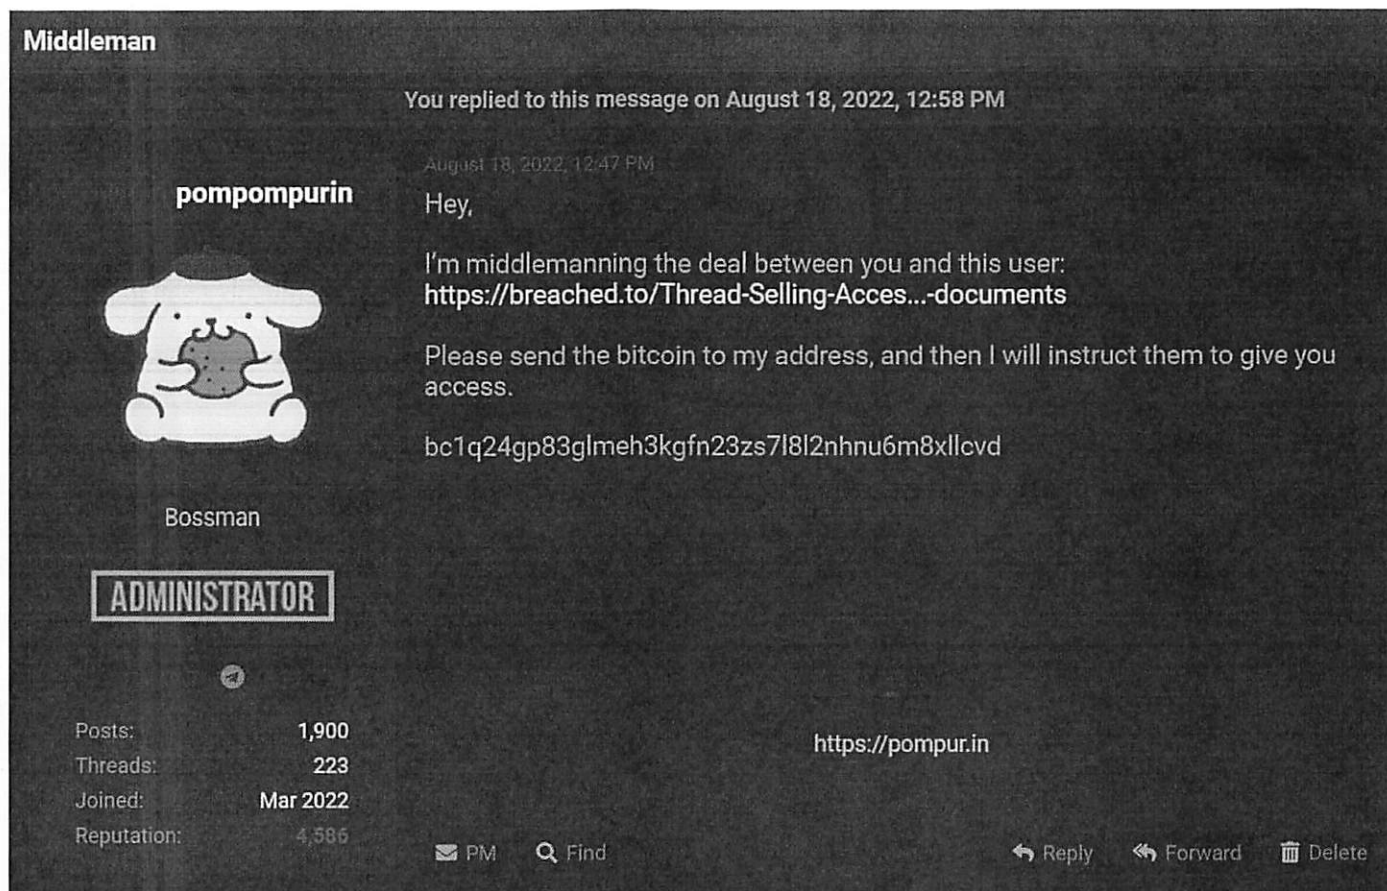 Middleman
You replied to this message on August 18, 2022, 12:58 PM
August 18, 2022, 12:47 PM
pompompurin
Hey,
I'm middlemanning the deal between you and this user:
https://breached.to/Thread-Selling-Acces...-documents
Please send the bitcoin to my address, and then I will instruct them to give you
access.
bc1q24gp83glmeh3kgfn23zs7l8l2nhnu6m8xllcvd
Bossman
ADMINISTRATOR
Posts: 1,900
Threads: 223
Joined: Mar 2022
Reputation: 4,586
https://pompur.in
PM Find Reply Forward Delete